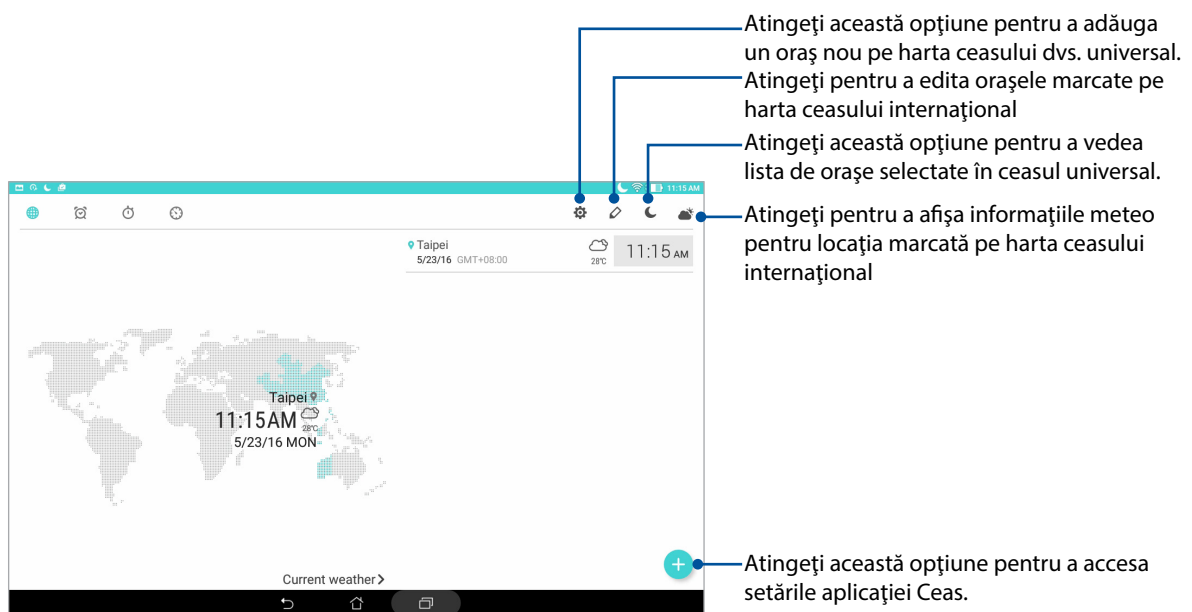 Atingeţi această opţiune pentru a adăuga
un oraş nou pe harta ceasului dvs. universal.
Atingeţi pentru a edita oraşele marcate pe
harta ceasului internaţional
Atingeţi această opţiune pentru a vedea
lista de oraşe selectate în ceasul universal.
Atingeţi pentru a afişa informaţiile meteo
pentru locaţia marcată pe harta ceasului
internaţional
11:15 AM
Taipei
5/23/16 GMT+08:00
28°C
11:15 AM
Taipei
11:15AM
28°C
5/23/16 MON
Current weather
Atingeţi această opţiune pentru a accesa
setările aplicaţiei Ceas.